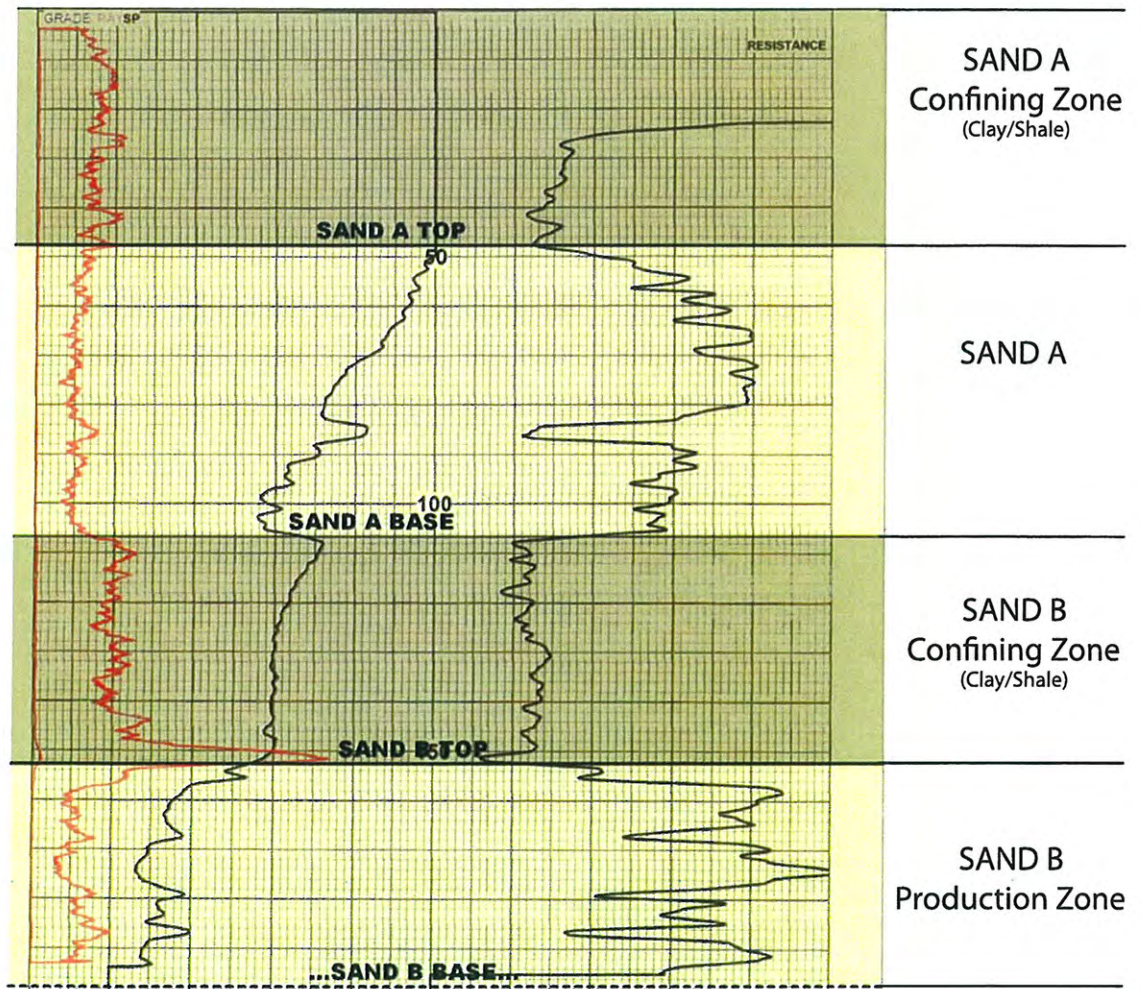 GRADE RAY SP
RESISTANCE
SAND A
Confining Zone
(Clay/Shale)
SAND A TOP
50
SAND A
100
SAND A BASE
SAND B
Confining Zone
(Clay/Shale)
SAND B TOP
SAND B
Production Zone
...SAND B BASE...